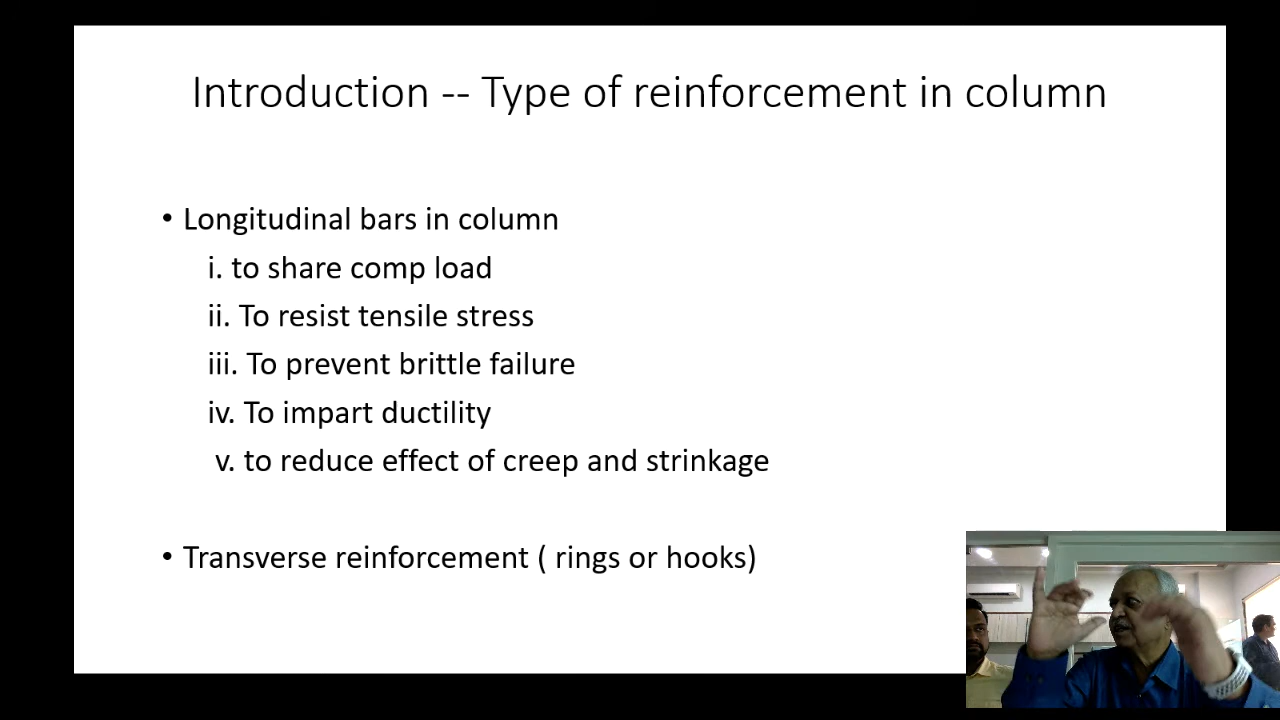 Introduction -- Type of reinforcement in column
• Longitudinal bars in column
i. to share comp load
ii. To resist tensile stress
iii. To prevent brittle failure
iv. To impart ductility
v. to reduce effect of creep and strinkage
• Transverse reinforcement ( rings or hooks)